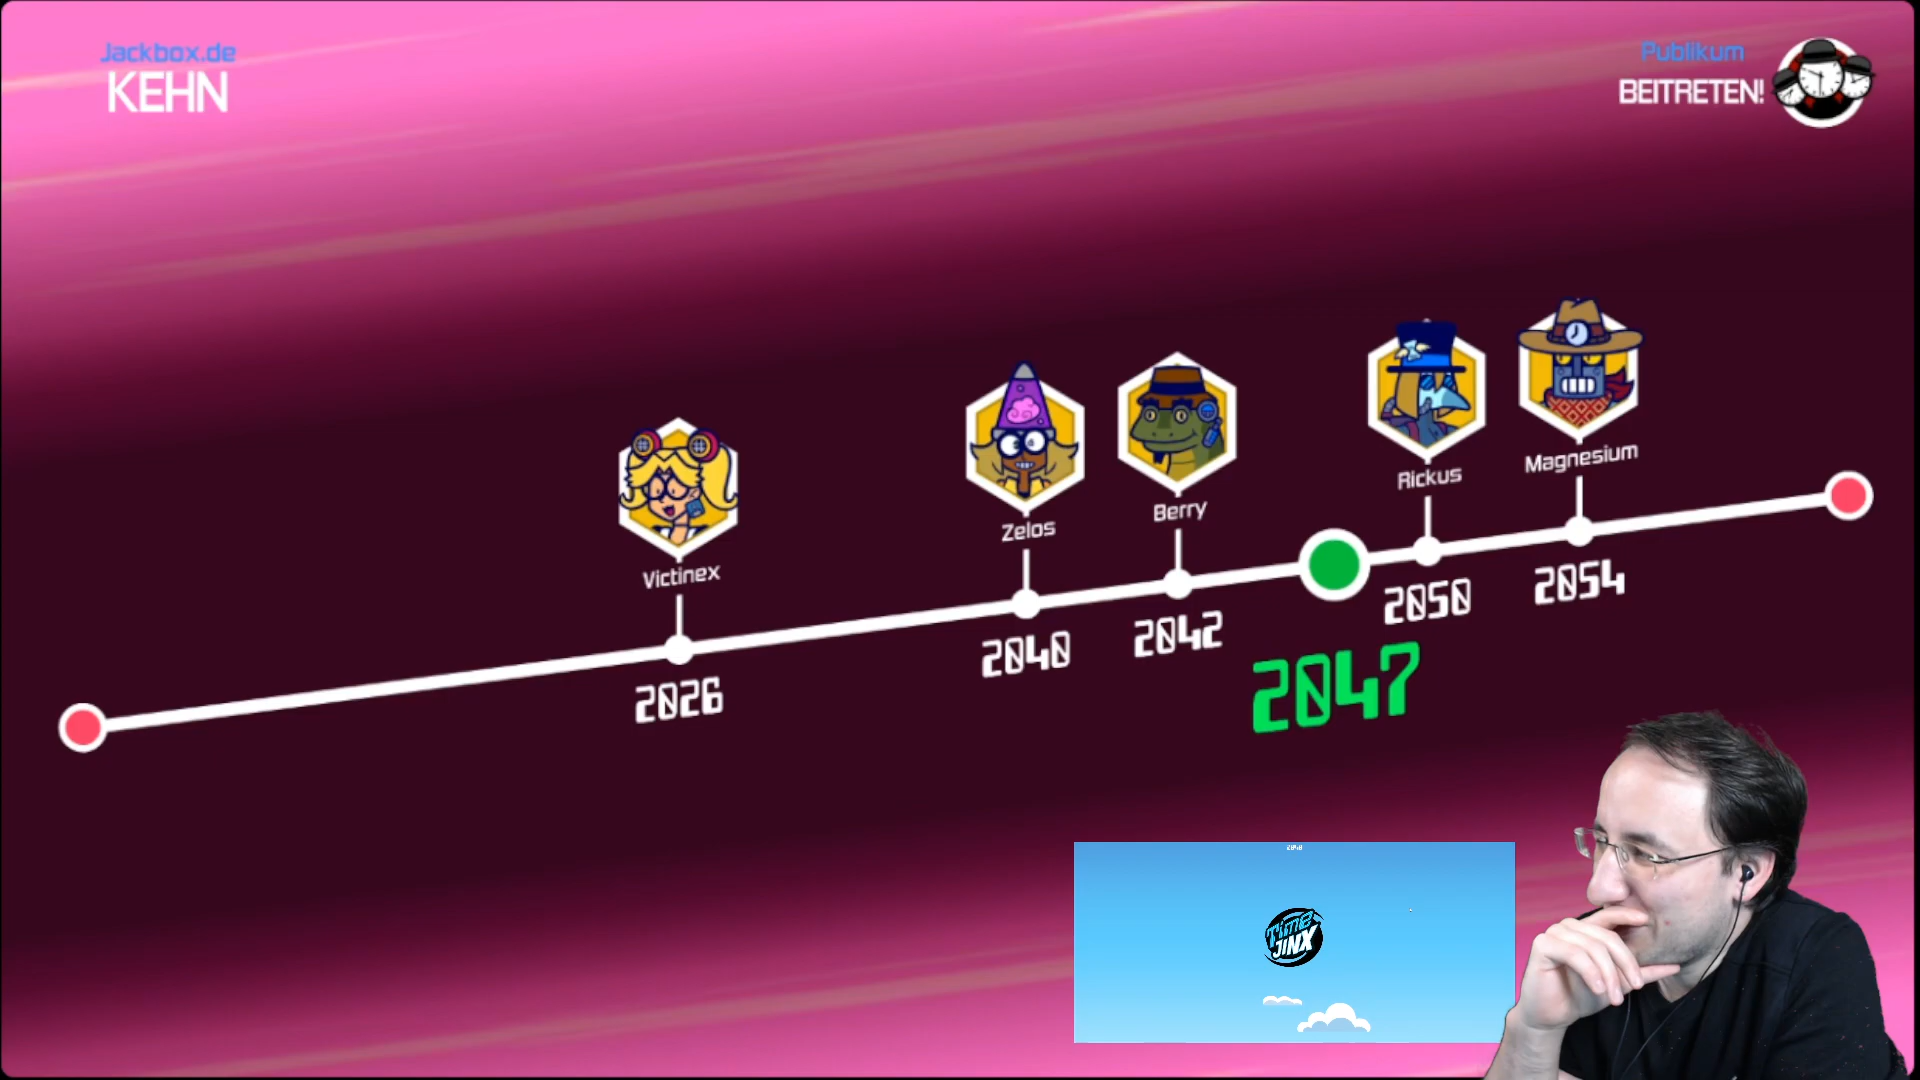 Jackbox.de
KEHN
Publikum
BEITRETEN!
Victinex
Zelos
Berry
Rickus
Magnesium
2026
2040
2042
2047
2050
2054
Time
JINX